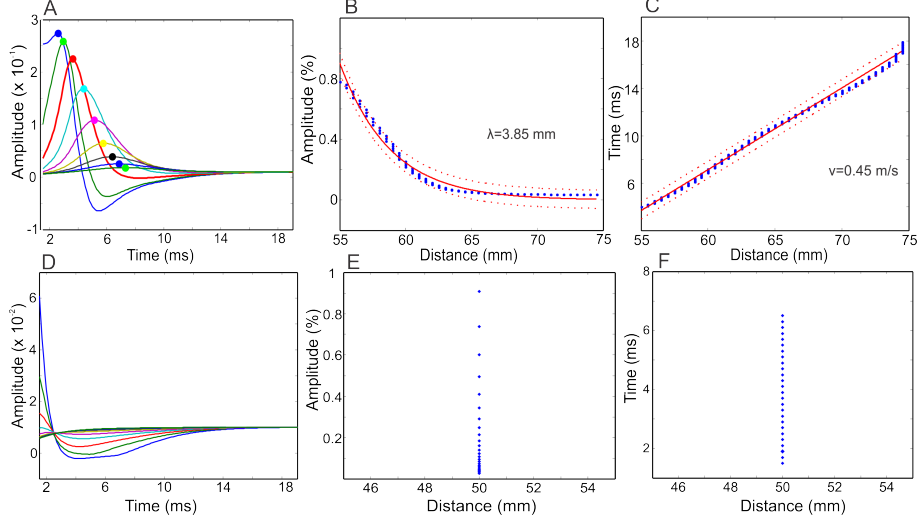 A
Amplitude (x 10⁻¹)
3
2
1
0
-1
2
6
10
14
18
Time (ms)
B
Amplitude (%)
0.8
0.4
0
λ=3.85 mm
55
60
65
70
75
Distance (mm)
C
Time (ms)
18
14
10
6
v=0.45 m/s
55
60
65
70
75
Distance (mm)
D
Amplitude (x 10⁻²)
6
4
2
0
2
6
10
14
18
Time (ms)
E
Amplitude (%)
1
0.8
0.6
0.4
0.2
46
48
50
52
54
Distance (mm)
F
Time (ms)
8
6
4
2
46
48
50
52
54
Distance (mm)